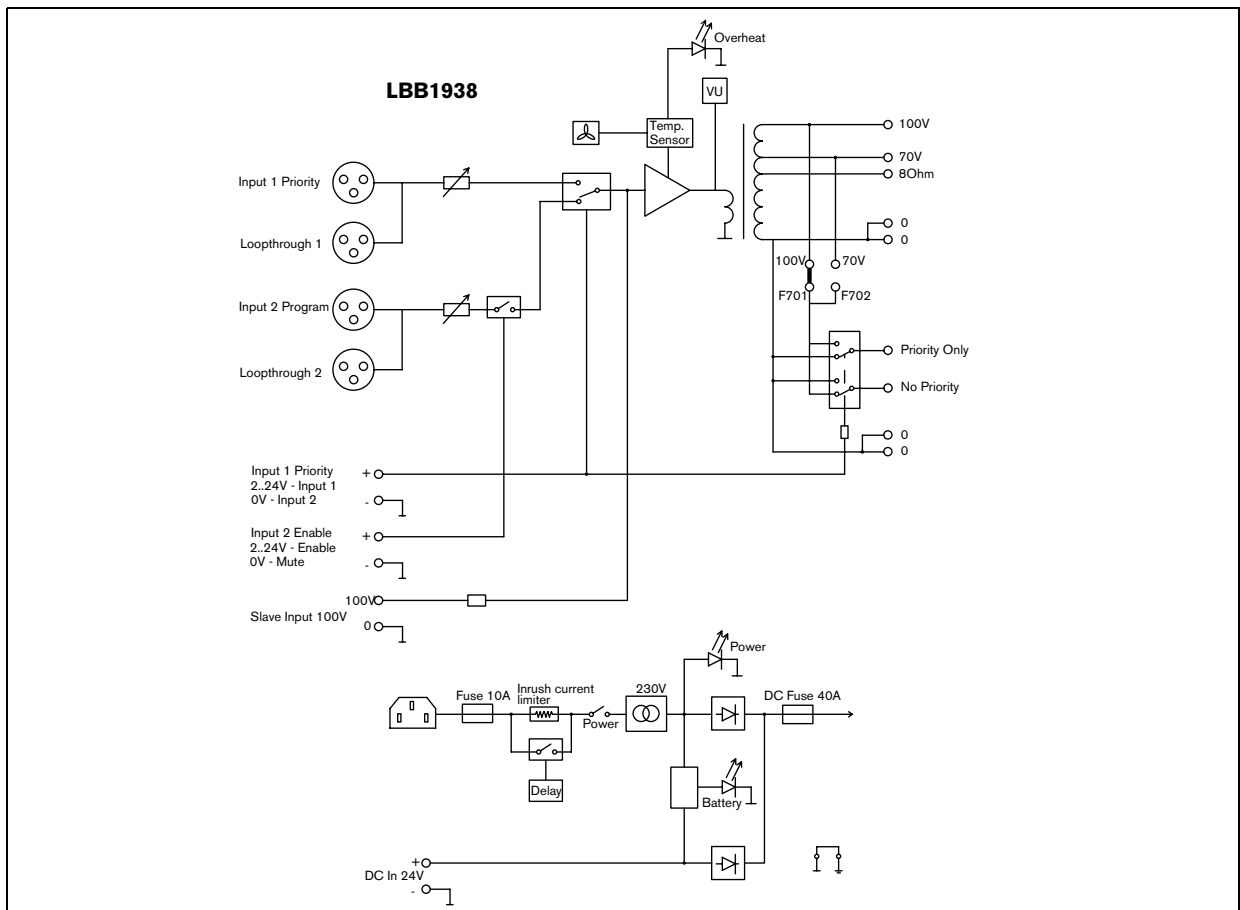 Overheat
LBB1938
VU
Temp.
Sensor
100V
70V
8Ohm
Input 1 Priority
Loopthrough 1
0
0
100V
70V
F701
F702
Input 2 Program
Loopthrough 2
Priority Only
No Priority
0
0
Input 1 Priority
2..24V - Input 1
0V - Input 2
+
-
Input 2 Enable
2..24V - Enable
0V - Mute
+
-
100V
Slave Input 100V
0
Power
Fuse 10A
Inrush current
limiter
230V
DC Fuse 40A
Power
Delay
Battery
+
DC In 24V
-